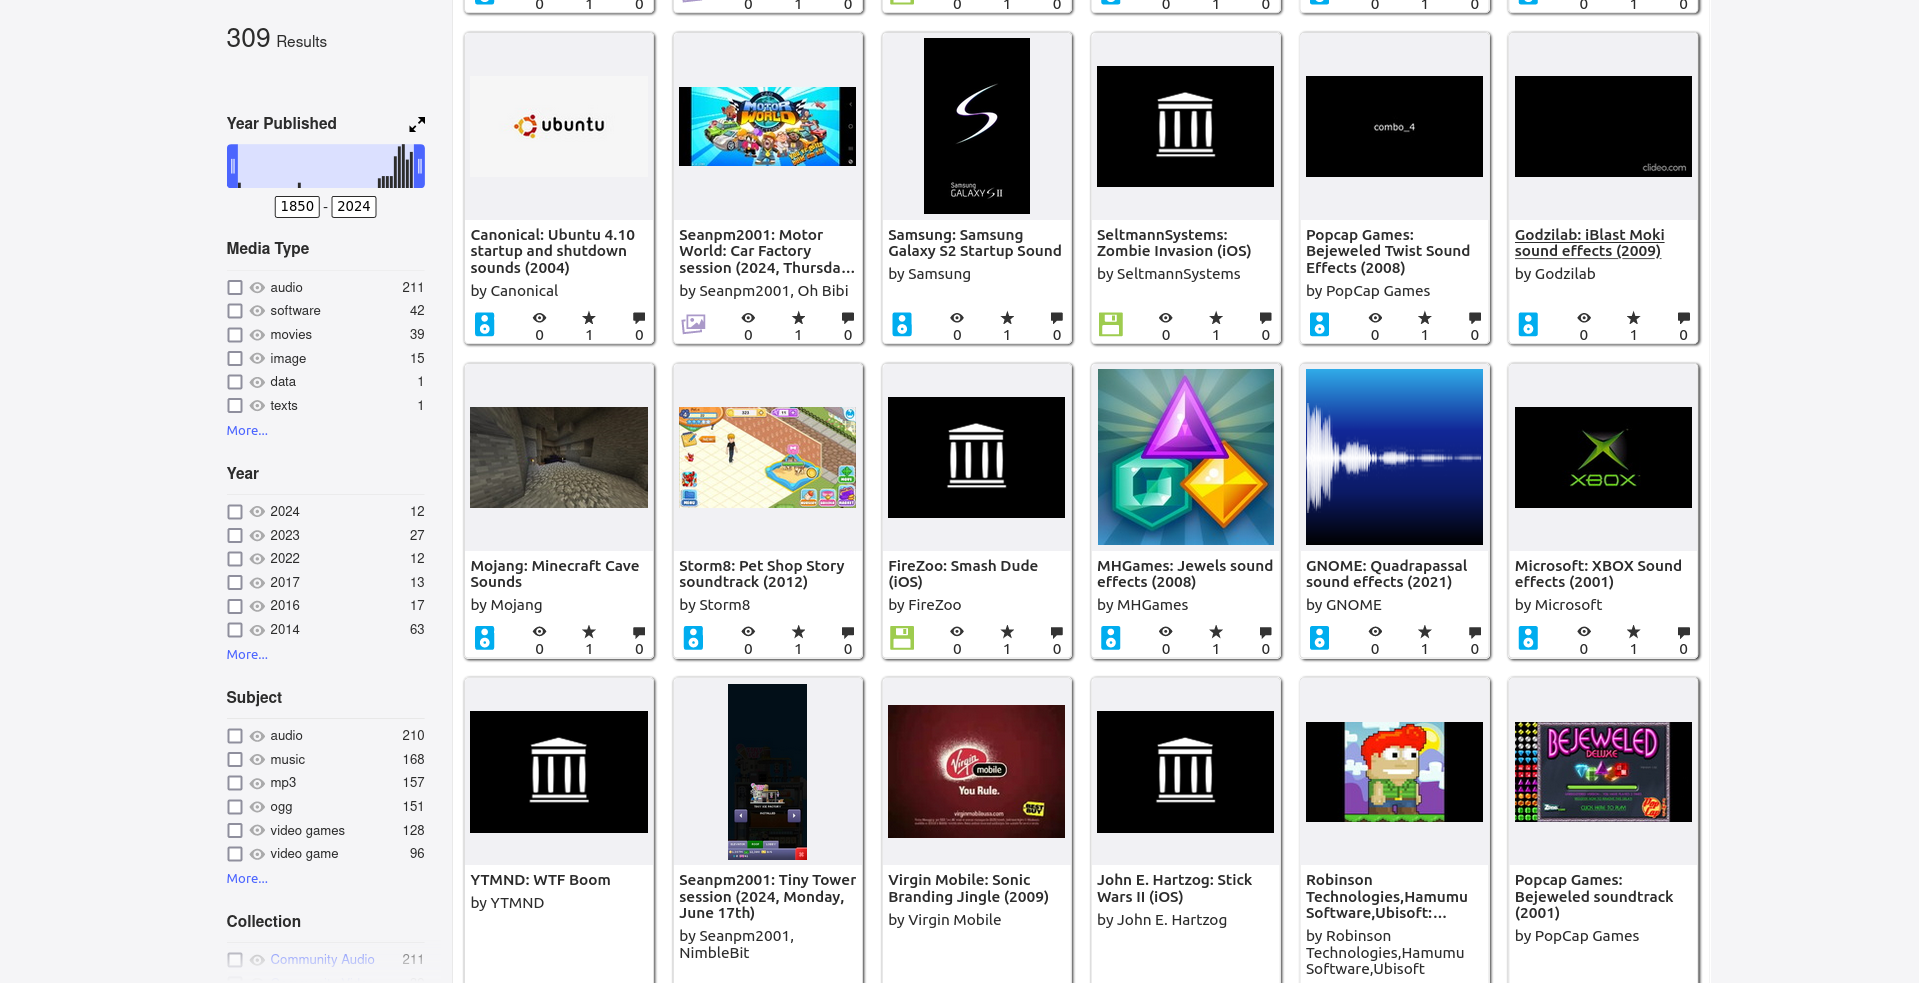 0 1 0 0 1 0 0 1 0 0 1 0 0 1 0 0 1 0
309 Results
Year Published
1850 - 2024
Media Type
audio 211
software 42
movies 39
image 15
data 1
texts 1
More...
Year
2024 12
2023 27
2022 12
2017 13
2016 17
2014 63
More...
Subject
audio 210
music 168
mp3 157
ogg 151
video games 128
video game 96
More...
Collection
Community Audio 211
ubuntu
Canonical: Ubuntu 4.10
startup and shutdown
sounds (2004)
by Canonical
0 1 0
MOTOR
WORLD
Seanpm2001: Motor
World: Car Factory
session (2024, Thursda...
by Seanpm2001, Oh Bibi
0 1 0
Samsung
GALAXY S II
Samsung: Samsung
Galaxy S2 Startup Sound
by Samsung
0 1 0
SeltmannSystems:
Zombie Invasion (iOS)
by SeltmannSystems
0 1 0
combo_4
Popcap Games:
Bejeweled Twist Sound
Effects (2008)
by PopCap Games
0 1 0
clideo.com
Godzilab: iBlast Moki
sound effects (2009)
by Godzilab
0 1 0
Mojang: Minecraft Cave
Sounds
by Mojang
0 1 0
Storm8: Pet Shop Story
soundtrack (2012)
by Storm8
0 1 0
FireZoo: Smash Dude
(iOS)
by FireZoo
0 1 0
MHGames: Jewels sound
effects (2008)
by MHGames
0 1 0
GNOME: Quadrapassal
sound effects (2021)
by GNOME
0 1 0
XBOX
Microsoft: XBOX Sound
effects (2001)
by Microsoft
0 1 0
YTMND: WTF Boom
by YTMND
Seanpm2001: Tiny Tower
session (2024, Monday,
June 17th)
by Seanpm2001,
NimbleBit
Virgin mobile
You Rule.
virginmobileusa.com
Virgin Mobile: Sonic
Branding Jingle (2009)
by Virgin Mobile
John E. Hartzog: Stick
Wars II (iOS)
by John E. Hartzog
Robinson
Technologies,Hamumu
Software,Ubisoft:...
by Robinson
Technologies,Hamumu
Software,Ubisoft
BEJEWELED
DELUXE
CLICK HERE TO PLAY
Popcap Games:
Bejeweled soundtrack
(2001)
by PopCap Games